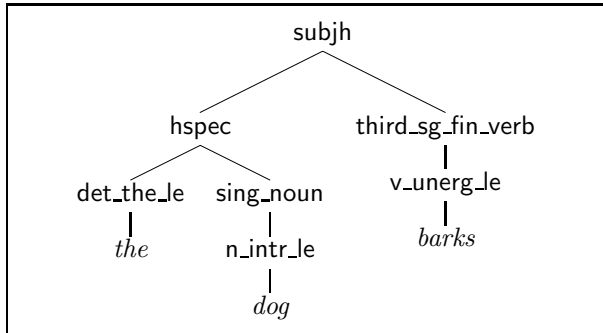 subjh
hspec third_sg_fin_verb
det_the_le sing_noun v_unerg_le
the n_intr_le barks
dog